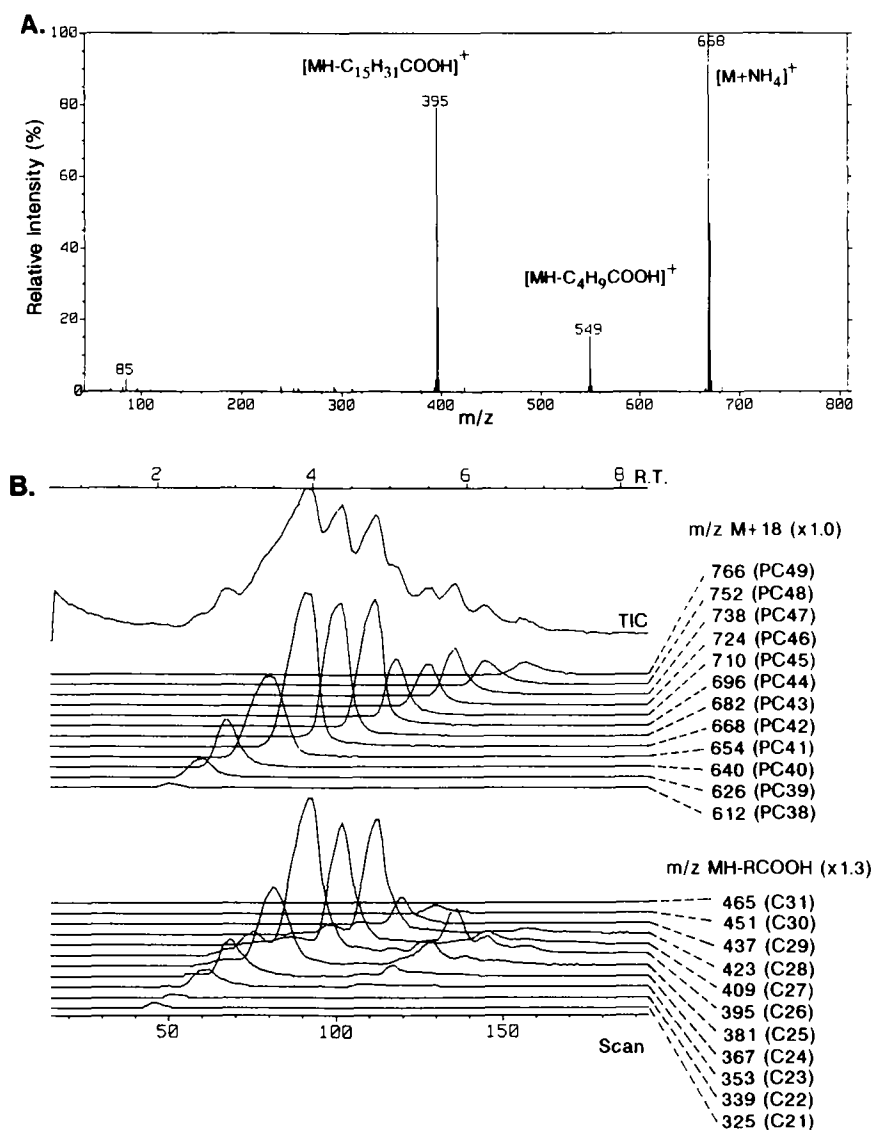 A.
100
80
60
40
20
0
Relative Intensity (%)
[MH-C15H31COOH]+
395
668
[M+NH4]+
[MH-C4H9COOH]+
549
85
100 200 300 400 500 600 700 800
m/z
B.
2 4 6 8 R.T.
TIC
m/z M+18 (x1.0)
766 (PC49)
752 (PC48)
738 (PC47)
724 (PC46)
710 (PC45)
696 (PC44)
682 (PC43)
668 (PC42)
654 (PC41)
640 (PC40)
626 (PC39)
612 (PC38)
m/z MH-RCOOH (x1.3)
465 (C31)
451 (C30)
437 (C29)
423 (C28)
409 (C27)
395 (C26)
381 (C25)
367 (C24)
353 (C23)
339 (C22)
325 (C21)
50 100 150
Scan